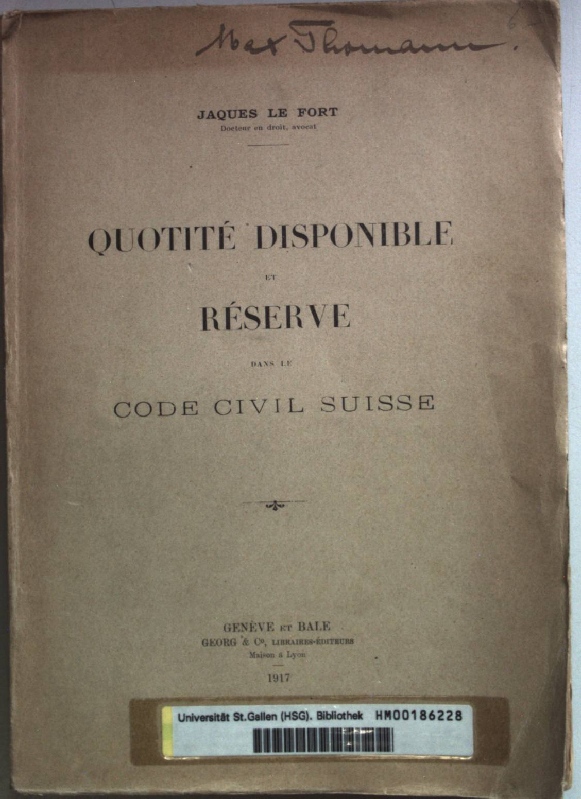 Max Thomann.
JAQUES LE FORT
Docteur en droit, avocat
QUOTITÉ DISPONIBLE
ET
RÉSERVE
DANS LE
CODE CIVIL SUISSE
GENÈVE ET BALE
GEORG & Cº, LIBRAIRES-ÉDITEURS
Maison à Lyon
1917
Universität St.Gallen (HSG). Bibliothek HM00186228